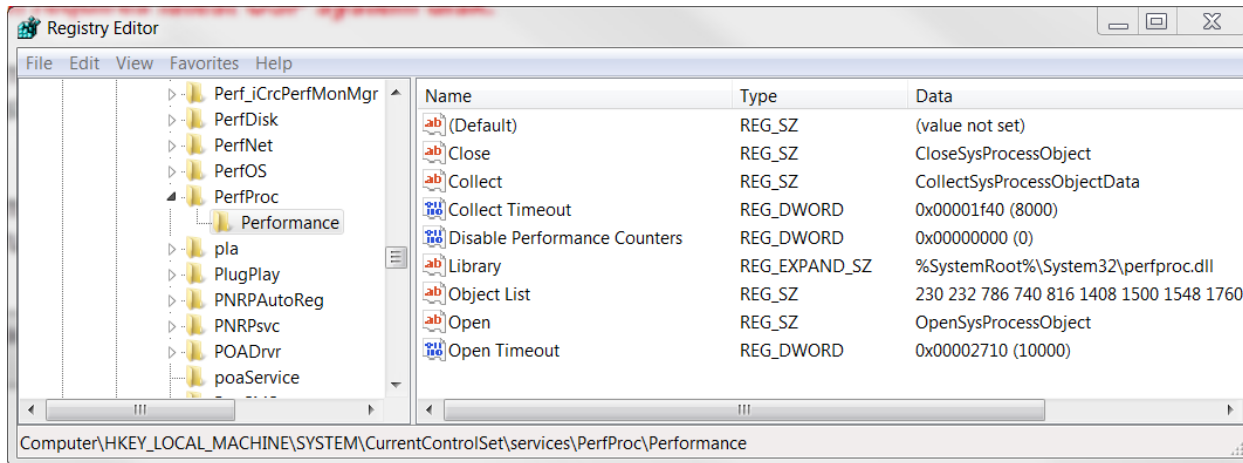 Registry Editor
File Edit View Favorites Help
Perf_iCrcPerfMonMgr
PerfDisk
PerfNet
PerfOS
PerfProc
Performance
pla
PlugPlay
PNRPAutoReg
PNRPsvc
POADrvr
poaService
Name Type Data
(Default) REG_SZ (value not set)
Close REG_SZ CloseSysProcessObject
Collect REG_SZ CollectSysProcessObjectData
Collect Timeout REG_DWORD 0x00001f40 (8000)
Disable Performance Counters REG_DWORD 0x00000000 (0)
Library REG_EXPAND_SZ %SystemRoot%\System32\perfproc.dll
Object List REG_SZ 230 232 786 740 816 1408 1500 1548 1760
Open REG_SZ OpenSysProcessObject
Open Timeout REG_DWORD 0x00002710 (10000)
Computer\HKEY_LOCAL_MACHINE\SYSTEM\CurrentControlSet\services\PerfProc\Performance